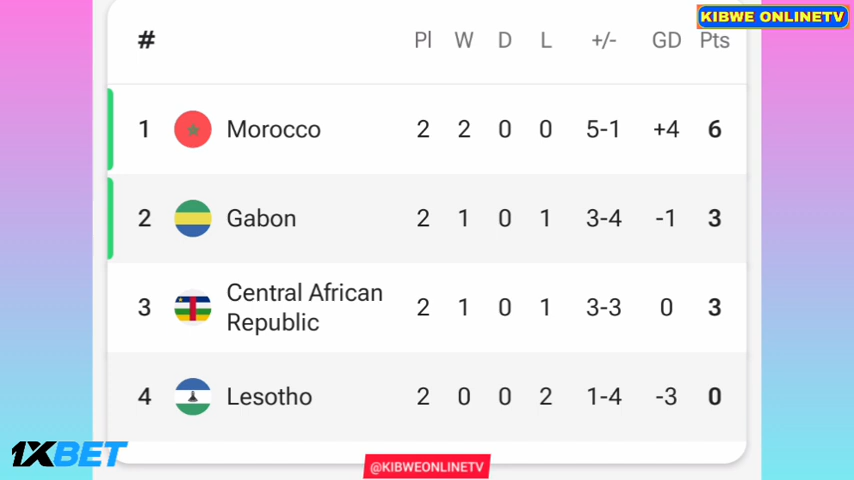 KIBWE ONLINETV
# Pl W D L +/- GD Pts
1 Morocco 2 2 0 0 5-1 +4 6
2 Gabon 2 1 0 1 3-4 -1 3
3 Central African Republic 2 1 0 1 3-3 0 3
4 Lesotho 2 0 0 2 1-4 -3 0
1XBET
@KIBWEONLINETV